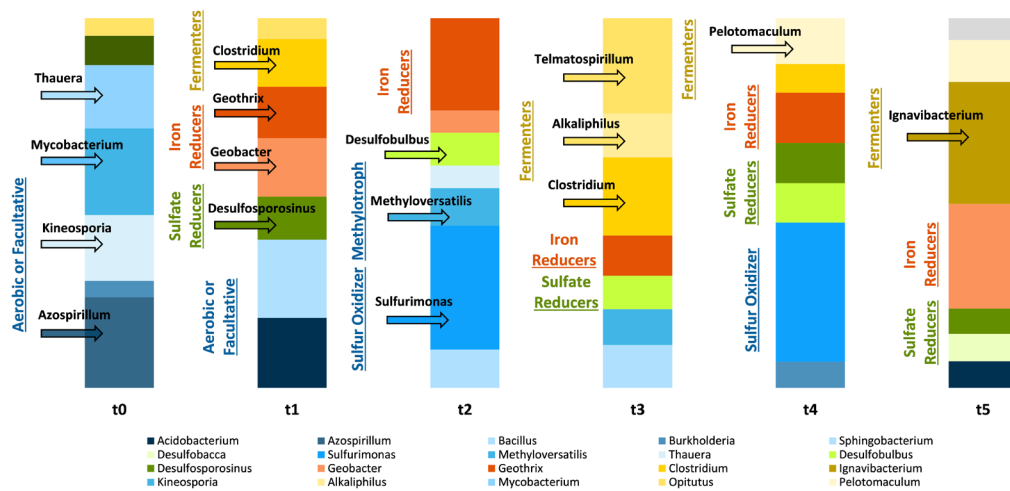 Thauera
Mycobacterium
Kineosporia
Azospirillum
Aerobic or Facultative
t0
Fermenters
Clostridium
Iron
Reducers
Geothrix
Geobacter
Sulfate
Reducers
Desulfosporosinus
Aerobic or
Facultative
t1
Iron
Reducers
Desulfobulbus
Methylotroph
Methyloversatilis
Sulfur Oxidizer
Sulfurimonas
t2
Fermenters
Telmatospirillum
Alkaliphilus
Clostridium
Iron
Reducers
Sulfate
Reducers
t3
Fermenters
Pelotomaculum
Iron
Reducers
Sulfate
Reducers
Sulfur Oxidizer
t4
Fermenters
Ignavibacterium
Iron
Reducers
Sulfate
Reducers
t5
Acidobacterium
Azospirillum
Bacillus
Burkholderia
Sphingobacterium
Desulfobacca
Sulfurimonas
Methyloversatilis
Thauera
Desulfobulbus
Desulfosporosinus
Geobacter
Geothrix
Clostridium
Ignavibacterium
Kineosporia
Alkaliphilus
Mycobacterium
Opitutus
Pelotomaculum